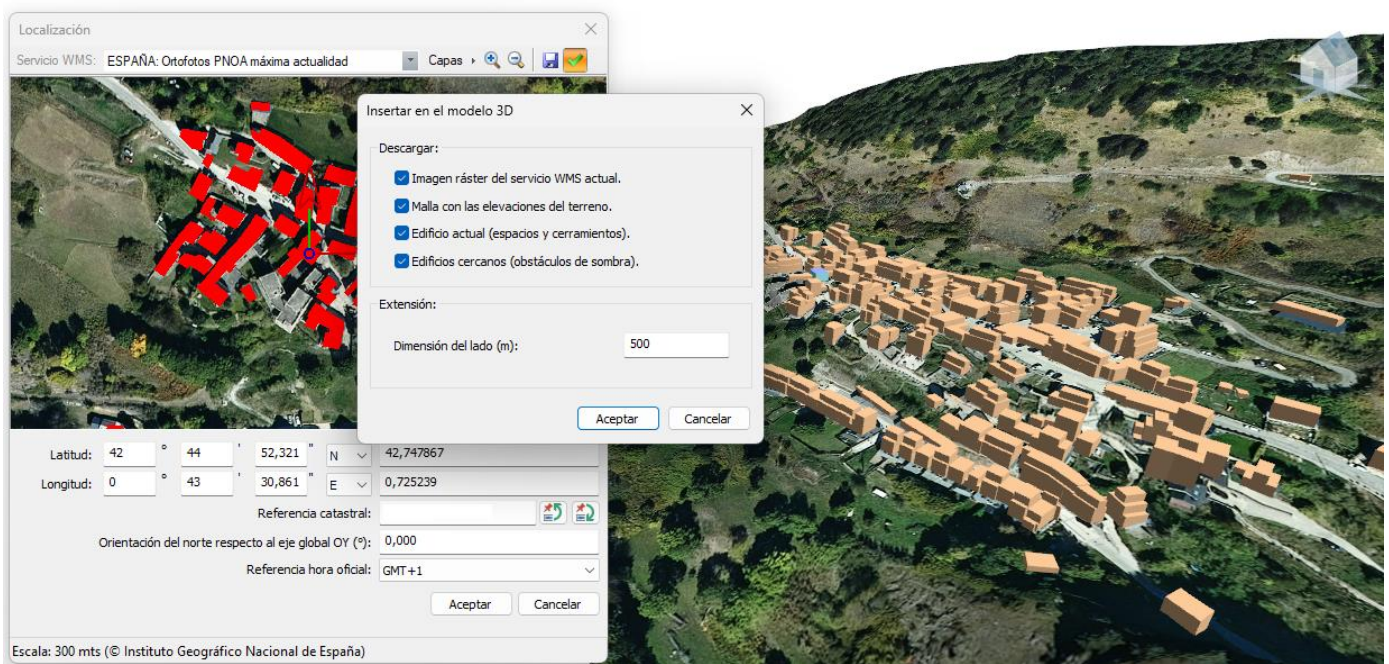 Localización
Servicio WMS: ESPAÑA: Ortofotos PNOA máxima actualidad Capas
Insertar en el modelo 3D
Descargar:
Imagen ráster del servicio WMS actual.
Malla con las elevaciones del terreno.
Edificio actual (espacios y cerramientos).
Edificios cercanos (obstáculos de sombra).
Extensión:
Dimensión del lado (m): 500
Aceptar Cancelar
Latitud: 42 ° 44 ' 52,321 " N 42,747867
Longitud: 0 ° 43 ' 30,861 " E 0,725239
Referencia catastral:
Orientación del norte respecto al eje global OY (º): 0,000
Referencia hora oficial: GMT+1
Aceptar Cancelar
Escala: 300 mts (© Instituto Geográfico Nacional de España)